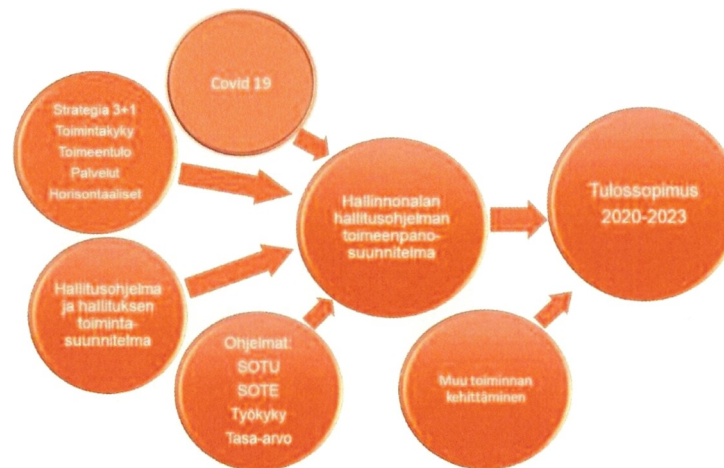 Covid 19
Strategia 3+1
Toimintakyky
Toimeentulo
Palvelut
Horisontaaliset
Hallitusohjelma
ja hallituksen
toiminta-
suunnitelma
Ohjelmat:
SOTU
SOTE
Työkyky
Tasa-arvo
Hallinnonalan
hallitusohjelman
toimeenpano-
suunnitelma
Muu toiminnan
kehittäminen
Tulossopimus
2020-2023